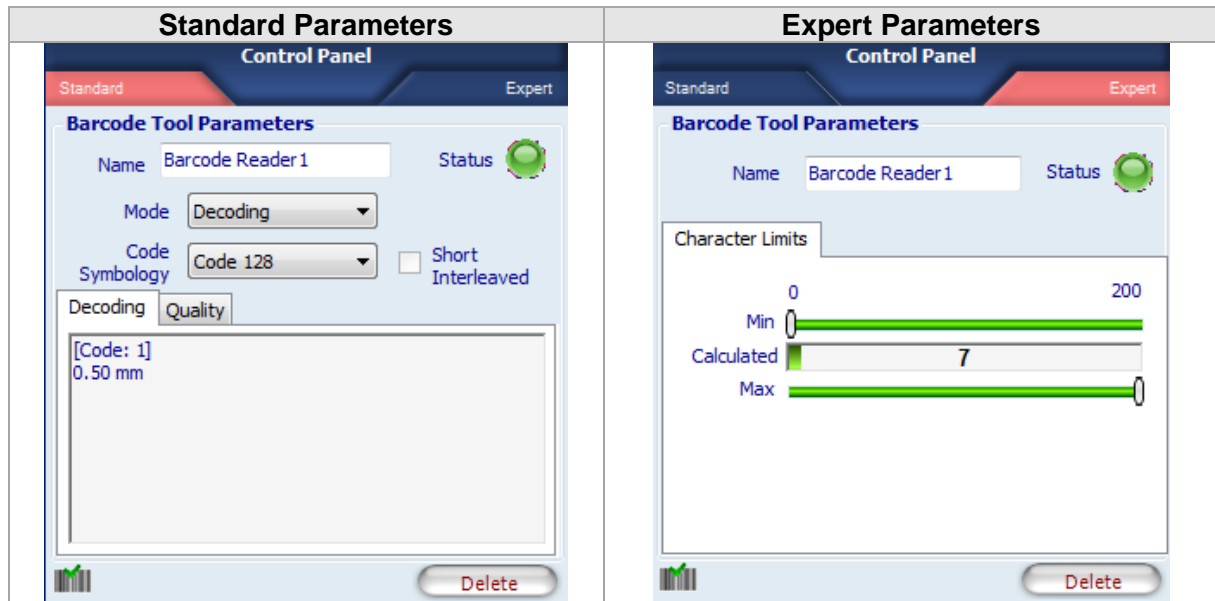 Standard Parameters
Control Panel
Standard Expert
Barcode Tool Parameters
Name Barcode Reader1 Status
Mode Decoding
Code Symbology Code 128 Short Interleaved
Decoding Quality
[Code: 1]
0.50 mm
Delete
Expert Parameters
Control Panel
Standard Expert
Barcode Tool Parameters
Name Barcode Reader1 Status
Character Limits
0 200
Min
Calculated 7
Max
Delete